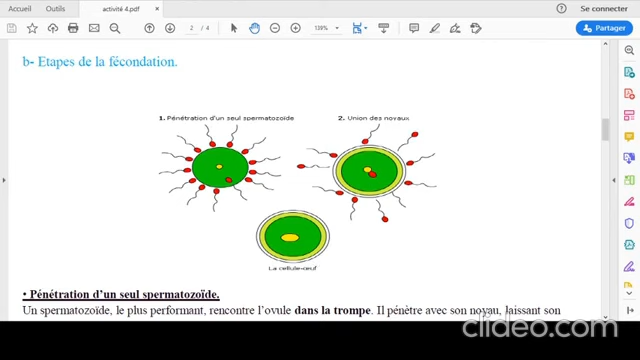 Accueil
Outils
activité 4.pdf
Se connecter
2 / 4
139%
Partager
b- Etapes de la fécondation.
1. Pénétration d'un seul spermatozoïde
2. Union des noyaux
La cellule-œuf
• Pénétration d'un seul spermatozoïde.
Un spermatozoïde, le plus performant, rencontre l'ovule dans la trompe. Il pénètre avec son noyau, laissant son
clideo.com